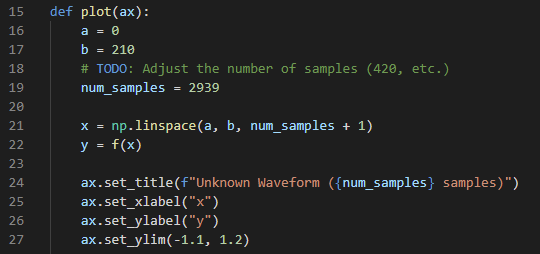 15 def plot(ax):
16     a = 0
17     b = 210
18     # TODO: Adjust the number of samples (420, etc.)
19     num_samples = 2939
20
21     x = np.linspace(a, b, num_samples + 1)
22     y = f(x)
23
24     ax.set_title(f"Unknown Waveform ({num_samples} samples)")
25     ax.set_xlabel("x")
26     ax.set_ylabel("y")
27     ax.set_ylim(-1.1, 1.2)